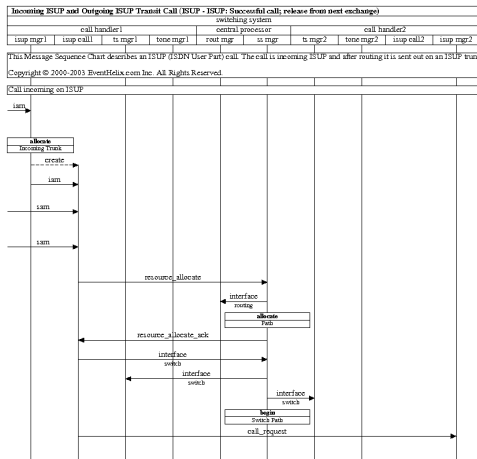 Incoming ISUP and Outgoing ISUP Transit Call (ISUP - ISUP: Successful call; release from next exchange)
switching system
call handler1 central processor call handler2
isup mgr1 isup call1 ts mgr1 tone mgr1 rout mgr ss mgr ts mgr2 tone mgr2 isup call2 isup mgr2
This Message Sequence Chart describes an ISUP (ISDN User Part) call. The call is incoming ISUP and after routing it is sent out on an ISUP trun
Copyright © 2000-2003 EventHelix.com Inc. All Rights Reserved.
Call incoming on ISUP
iam
allocate
Incoming Trunk
create
iam
iam
iam
resource_allocate
interface
routing
allocate
Path
resource_allocate_ack
interface
switch
interface
switch
interface
switch
begin
Switch Path
call_request